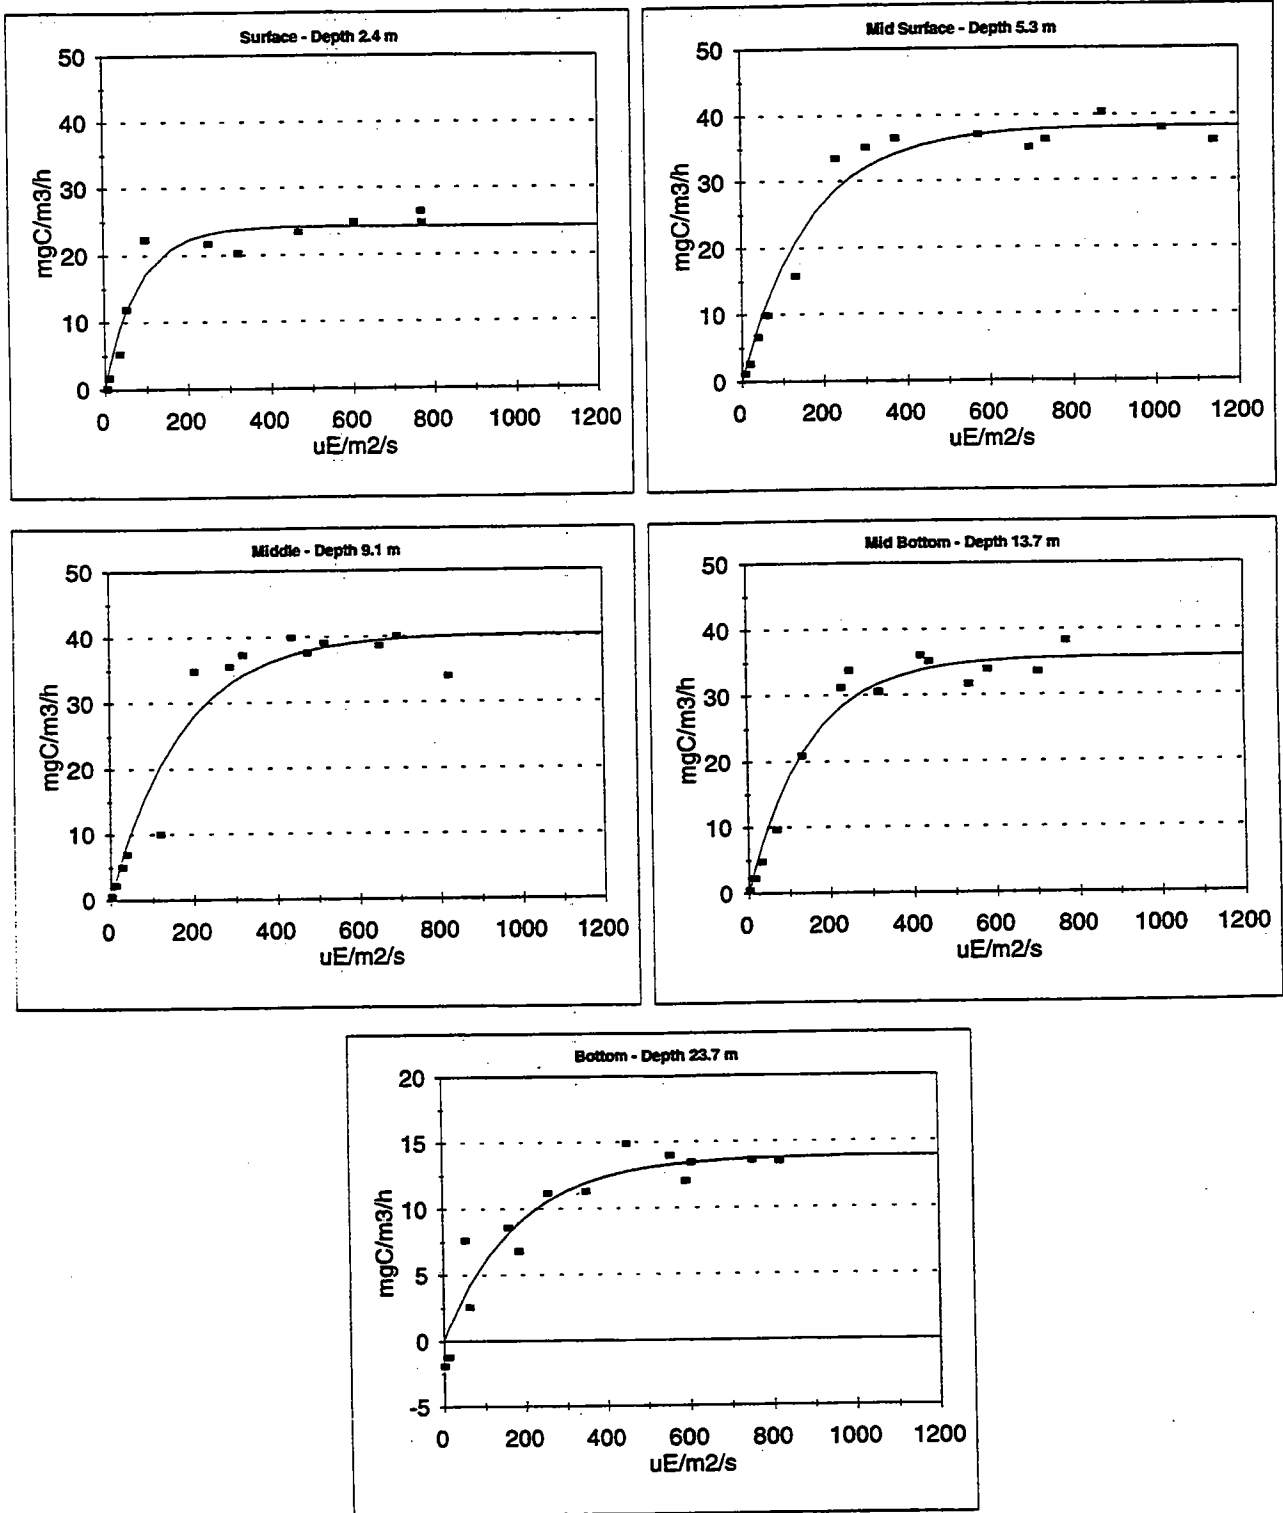 Surface - Depth 2.4 m
50
40
30
20
10
0
mgC/m3/h
0 200 400 600 800 1000 1200
uE/m2/s
Mid Surface - Depth 5.3 m
50
40
30
20
10
0
mgC/m3/h
0 200 400 600 800 1000 1200
uE/m2/s
Middle - Depth 9.1 m
50
40
30
20
10
0
mgC/m3/h
0 200 400 600 800 1000 1200
uE/m2/s
Mid Bottom - Depth 13.7 m
50
40
30
20
10
0
mgC/m3/h
0 200 400 600 800 1000 1200
uE/m2/s
Bottom - Depth 23.7 m
20
15
10
5
0
-5
mgC/m3/h
0 200 400 600 800 1000 1200
uE/m2/s